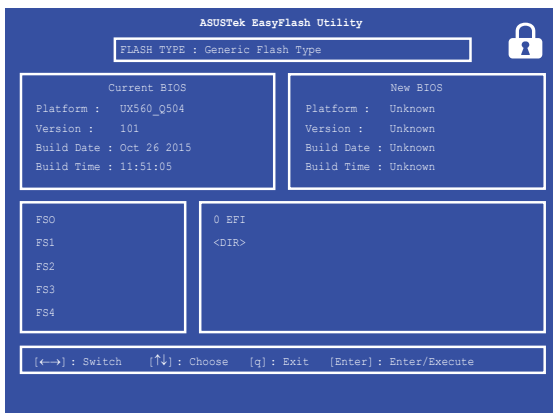 ASUSTek EasyFlash Utility
FLASH TYPE : Generic Flash Type
Current BIOS
Platform : UX560_Q504
Version : 101
Build Date : Oct 26 2015
Build Time : 11:51:05
New BIOS
Platform : Unknown
Version : Unknown
Build Date : Unknown
Build Time : Unknown
FSO
FS1
FS2
FS3
FS4
0 EFI
<DIR>
[←→] : Switch [↑↓] : Choose [q] : Exit [Enter] : Enter/Execute